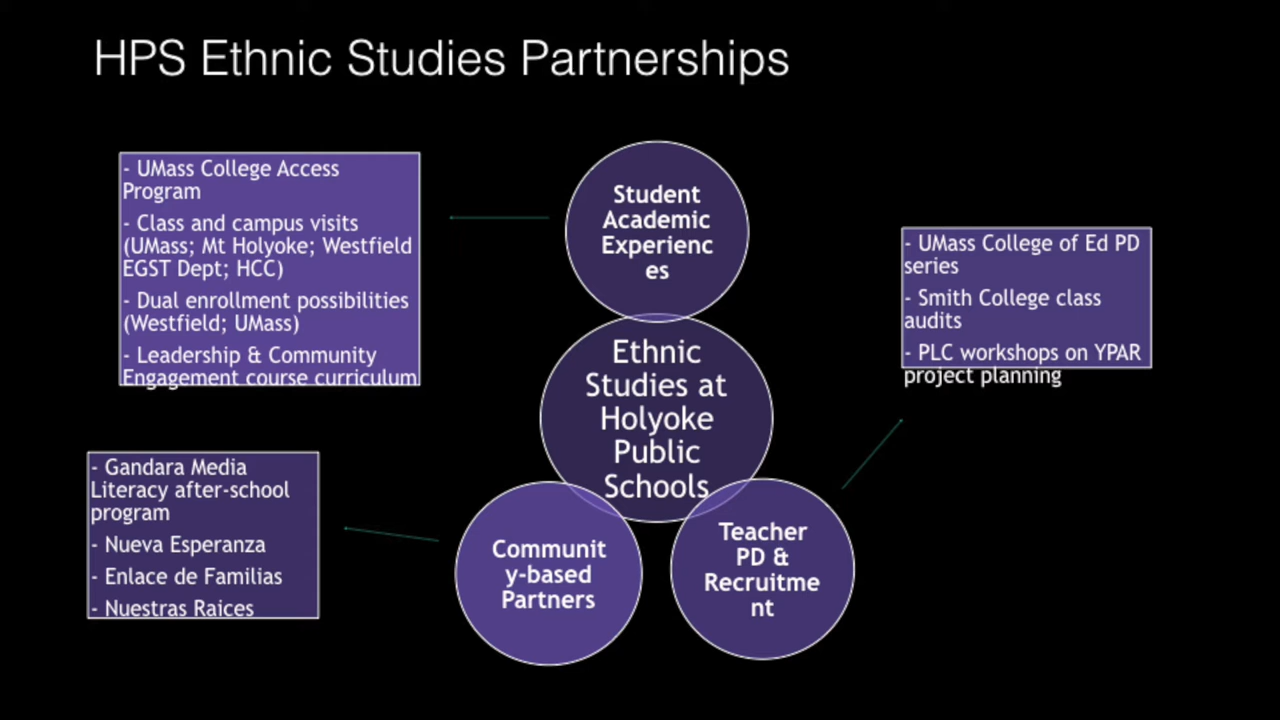 HPS Ethnic Studies Partnerships
- UMass College Access
Program
- Class and campus visits
(UMass; Mt Holyoke; Westfield
EGST Dept; HCC)
- Dual enrollment possibilities
(Westfield; UMass)
- Leadership & Community
Engagement course curriculum
Student
Academic
Experienc
es
- UMass College of Ed PD
series
- Smith College class
audits
- PLC workshops on YPAR
project planning
Ethnic
Studies at
Holyoke
Public
Schools
- Gandara Media
Literacy after-school
program
- Nueva Esperanza
- Enlace de Familias
- Nuestras Raices
Communit
y-based
Partners
Teacher
PD &
Recruitme
nt